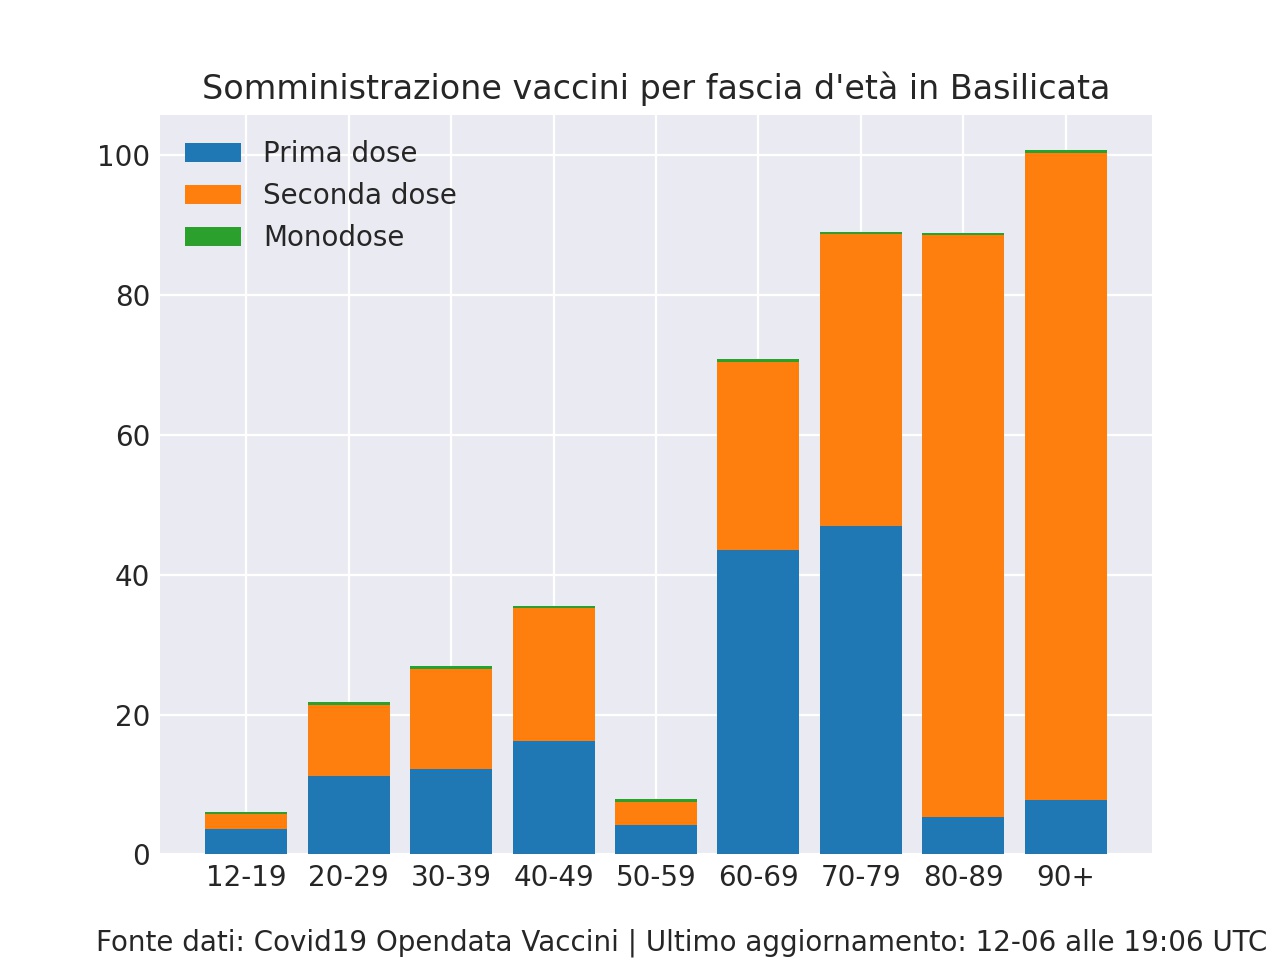 Somministrazione vaccini per fascia d'età in Basilicata
Prima dose
Seconda dose
Monodose
100
80
60
40
20
0
12-19 20-29 30-39 40-49 50-59 60-69 70-79 80-89 90+
Fonte dati: Covid19 Opendata Vaccini | Ultimo aggiornamento: 12-06 alle 19:06 UTC